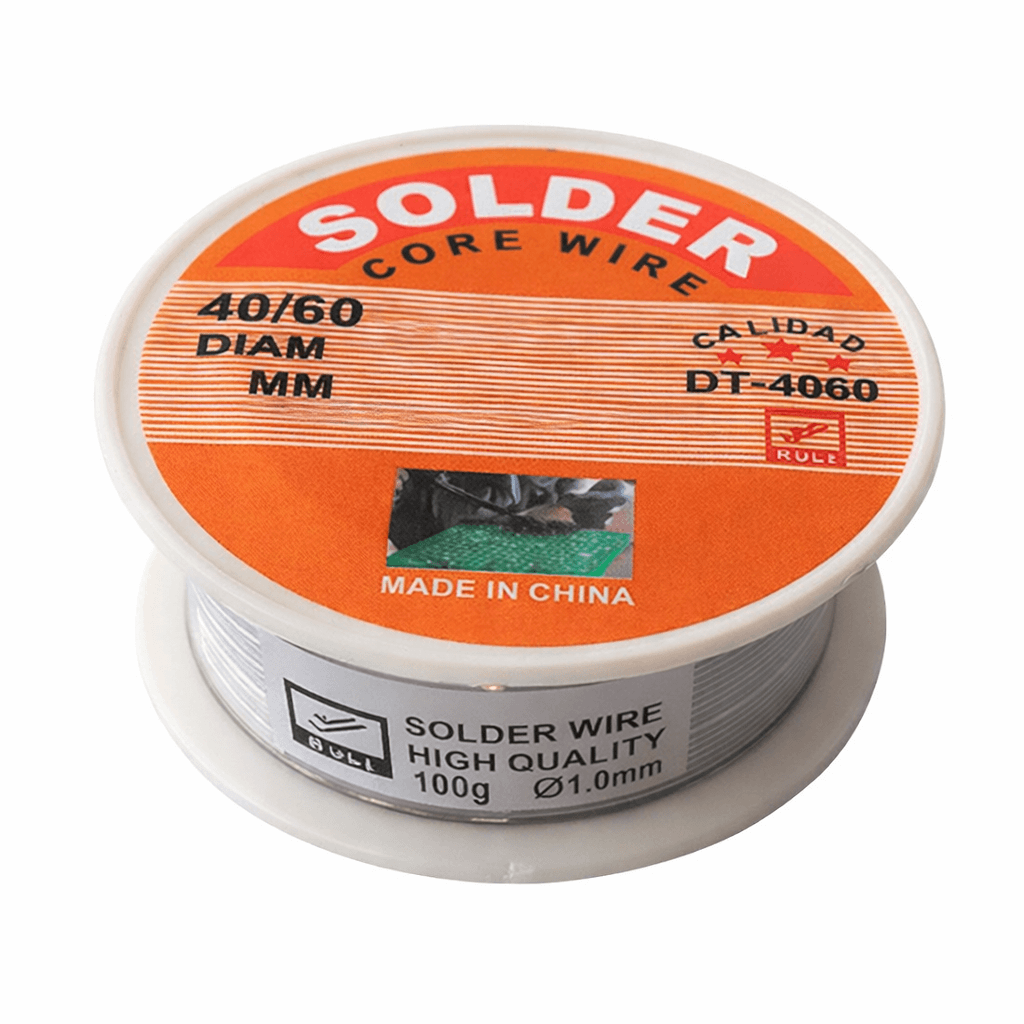 SOLDER
CORE WIRE
40/60
DIAM
MM
CALIDAD
DT-4060
RULE
MADE IN CHINA
SOLDER WIRE
HIGH QUALITY
100g Ø1.0mm